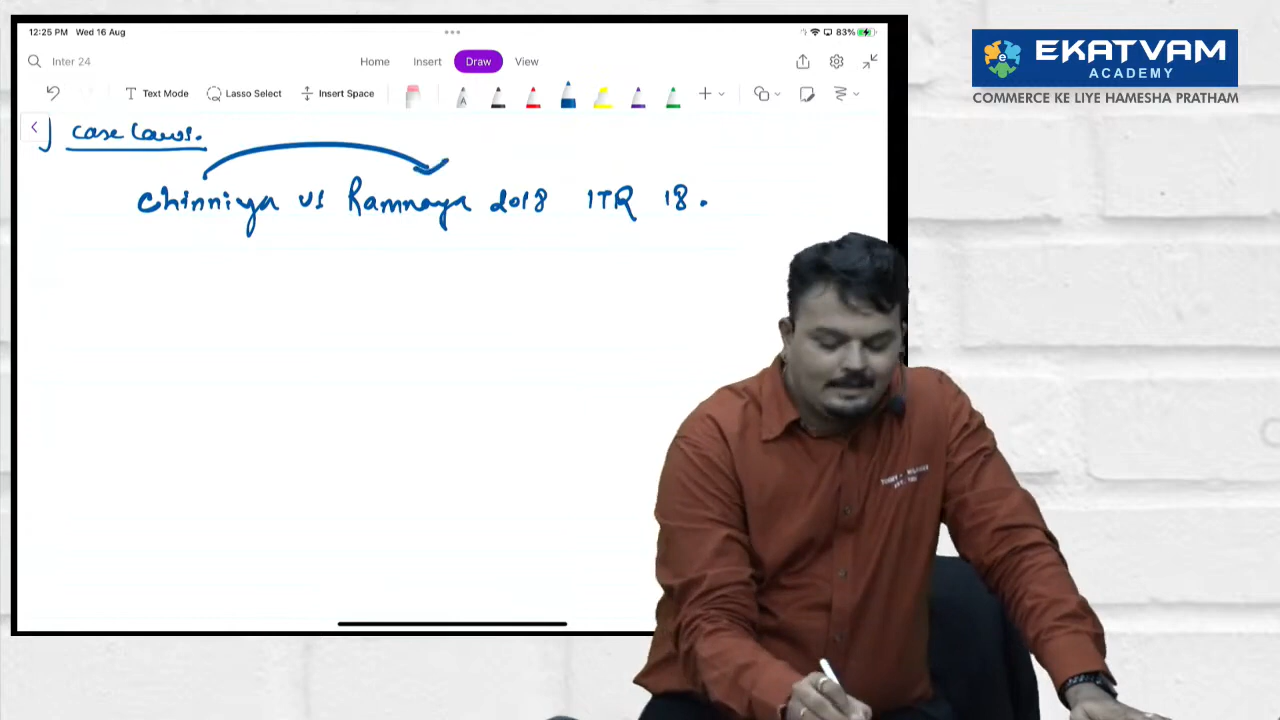 12:25 PM Wed 16 Aug
83%
Inter 24
Home Insert Draw View
Text Mode Lasso Select Insert Space
Case Laws.
Chinniya vs Ramnaya 2018 ITR 18.
EKATVAM
ACADEMY
COMMERCE KE LIYE HAMESHA PRATHAM